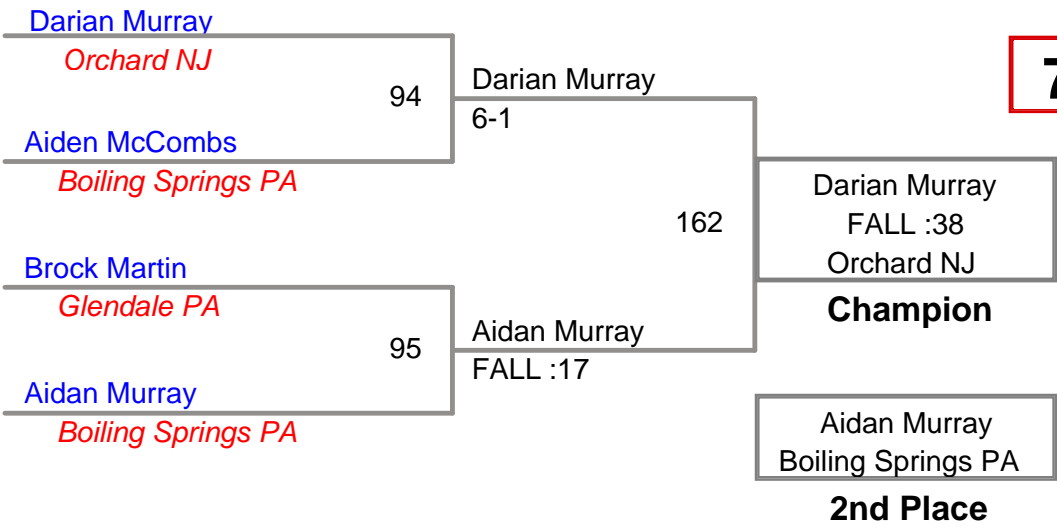 Darian Murray
Orchard NJ
94
Darian Murray
6-1
7
Aiden McCombs
Boiling Springs PA
162
Darian Murray
FALL :38
Orchard NJ
Champion
Brock Martin
Glendale PA
95
Aidan Murray
FALL :17
Aidan Murray
Boiling Springs PA
Aidan Murray
Boiling Springs PA
2nd Place